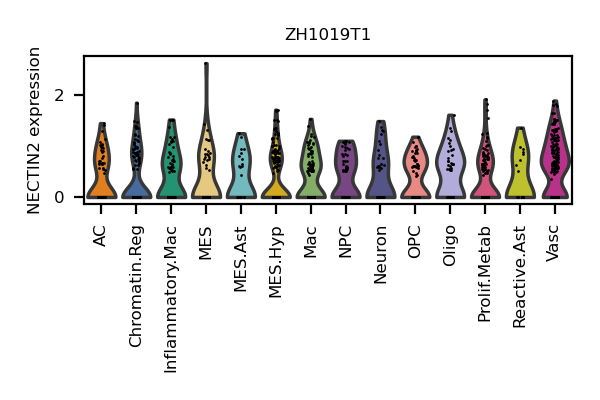 ZH1019T1
NECTIN2 expression
2
0
AC
Chromatin.Reg
Inflammatory.Mac
MES
MES.Ast
MES.Hyp
Mac
NPC
Neuron
OPC
Oligo
Prolif.Metab
Reactive.Ast
Vasc